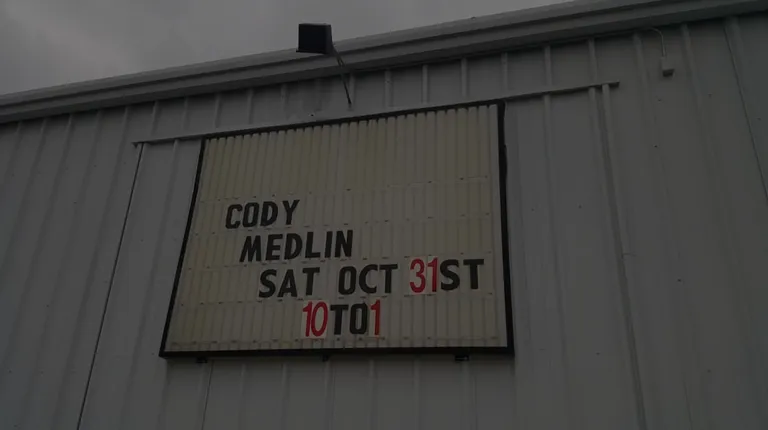 CODY
MEDLIN
SAT OCT 31ST
10TO1